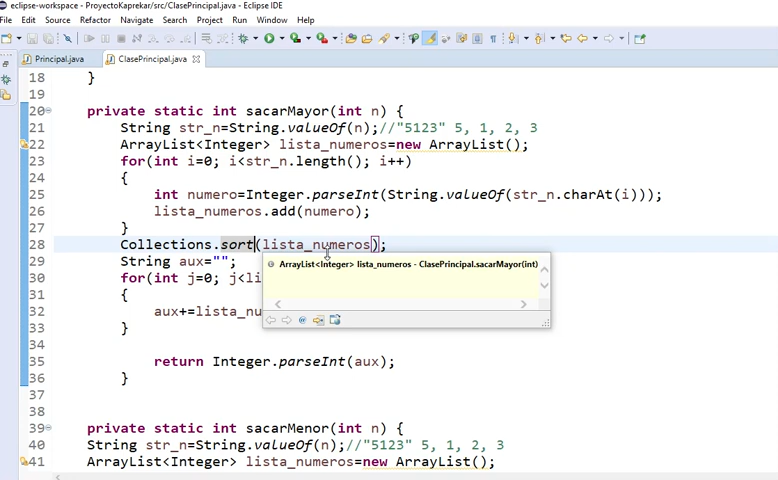 eclipse-workspace - ProyectoKaprekar/src/ClasePrincipal.java - Eclipse IDE
File Edit Source Refactor Navigate Search Project Run Window Help
Principal.java ClasePrincipal.java
18 }
19
20 private static int sacarMayor(int n) {
21 String str_n=String.valueOf(n);//"5123" 5, 1, 2, 3
22 ArrayList<Integer> lista_numeros=new ArrayList();
23 for(int i=0; i<str_n.length(); i++)
24 {
25 int numero=Integer.parseInt(String.valueOf(str_n.charAt(i)));
26 lista_numeros.add(numero);
27 }
28 Collections.sort(lista_numeros);
29 String aux="";
30 for(int j=0; j<li
31 {
32 aux+=lista_nu
33 }
34
35 return Integer.parseInt(aux);
36 }
37
38
39 private static int sacarMenor(int n) {
40 String str_n=String.valueOf(n);//"5123" 5, 1, 2, 3
41 ArrayList<Integer> lista_numeros=new ArrayList();
ArrayList<Integer> lista_numeros - ClasePrincipal.sacarMayor(int)